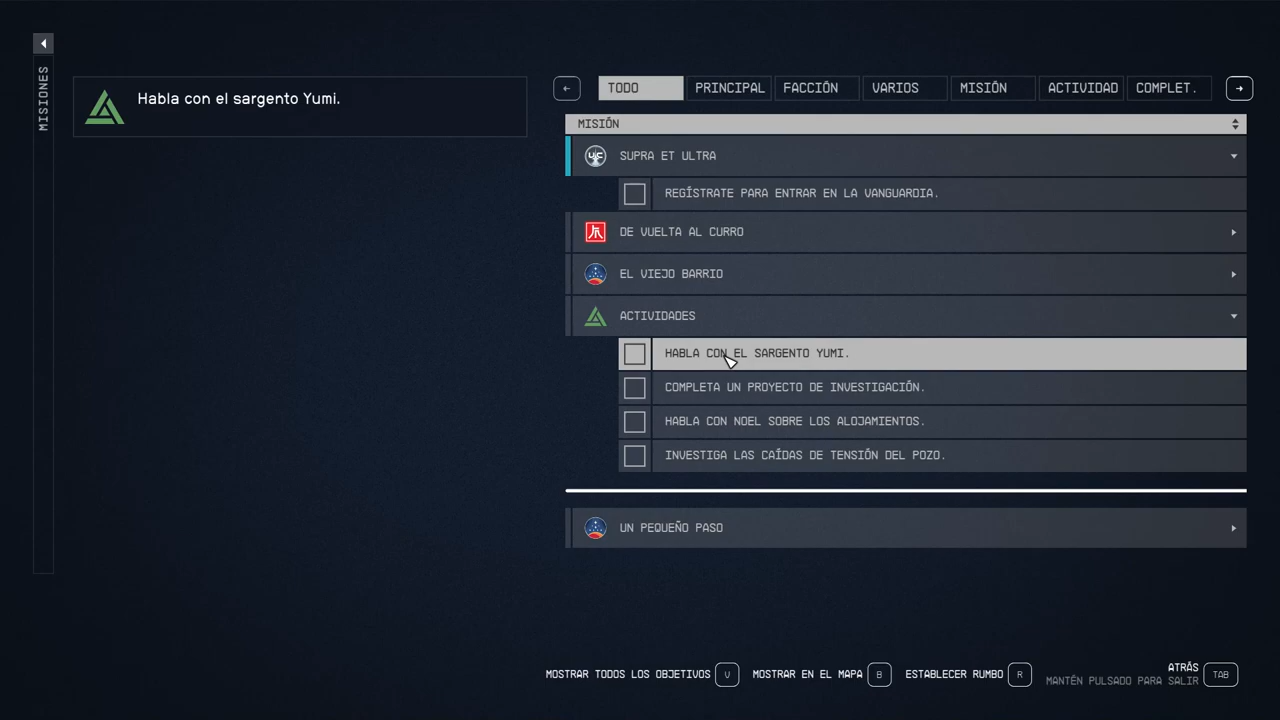 MISIONES
Habla con el sargento Yumi.
TODO PRINCIPAL FACCIÓN VARIOS MISIÓN ACTIVIDAD COMPLET.
MISIÓN
SUPRA ET ULTRA
REGÍSTRATE PARA ENTRAR EN LA VANGUARDIA.
DE VUELTA AL CURRO
EL VIEJO BARRIO
ACTIVIDADES
HABLA CON EL SARGENTO YUMI.
COMPLETA UN PROYECTO DE INVESTIGACIÓN.
HABLA CON NOEL SOBRE LOS ALOJAMIENTOS.
INVESTIGA LAS CAÍDAS DE TENSIÓN DEL POZO.
UN PEQUEÑO PASO
MOSTRAR TODOS LOS OBJETIVOS V MOSTRAR EN EL MAPA B ESTABLECER RUMBO R ATRÁS TAB
MANTÉN PULSADO PARA SALIR